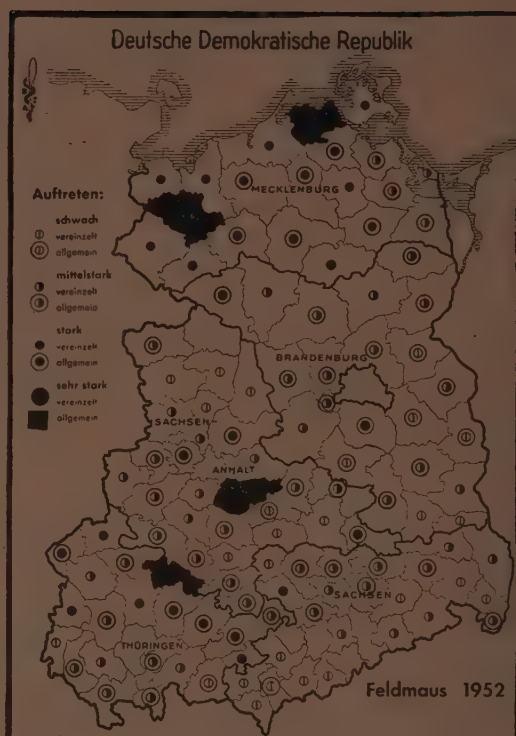 Deutsche Demokratische Republik
MECKLENBURG
Auftreten:
schwach
vereinzelt
allgemein
mittelstark
vereinzelt
allgemein
stark
vereinzelt
allgemein
sehr stark
vereinzelt
allgemein
BRANDENBURG
SACHSEN
ANHALT
SACHSEN
THÜRINGEN
Feldmaus 1952